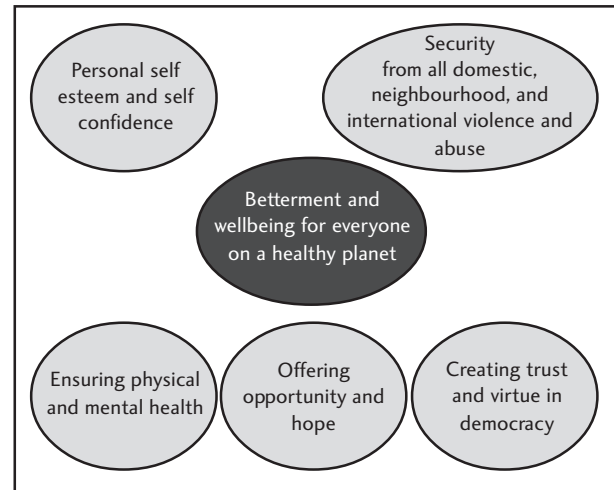 Personal self
esteem and self
confidence
Security
from all domestic,
neighbourhood, and
international violence and
abuse
Betterment and
wellbeing for everyone
on a healthy planet
Ensuring physical
and mental health
Offering
opportunity and
hope
Creating trust
and virtue in
democracy